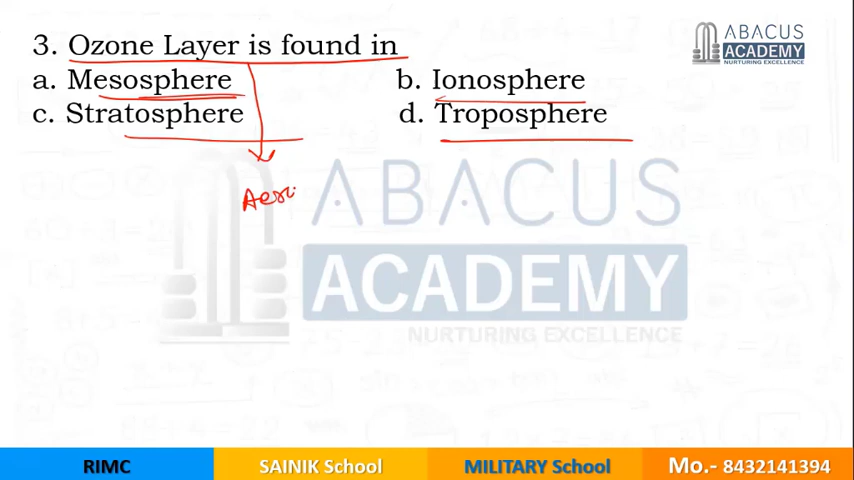 ABACUS
ACADEMY
NURTURING EXCELLENCE
3. Ozone Layer is found in
a. Mesosphere b. Ionosphere
c. Stratosphere d. Troposphere
ABACUS
ACADEMY
NURTURING EXCELLENCE
RIMC SAINIK School MILITARY School Mo.- 8432141394